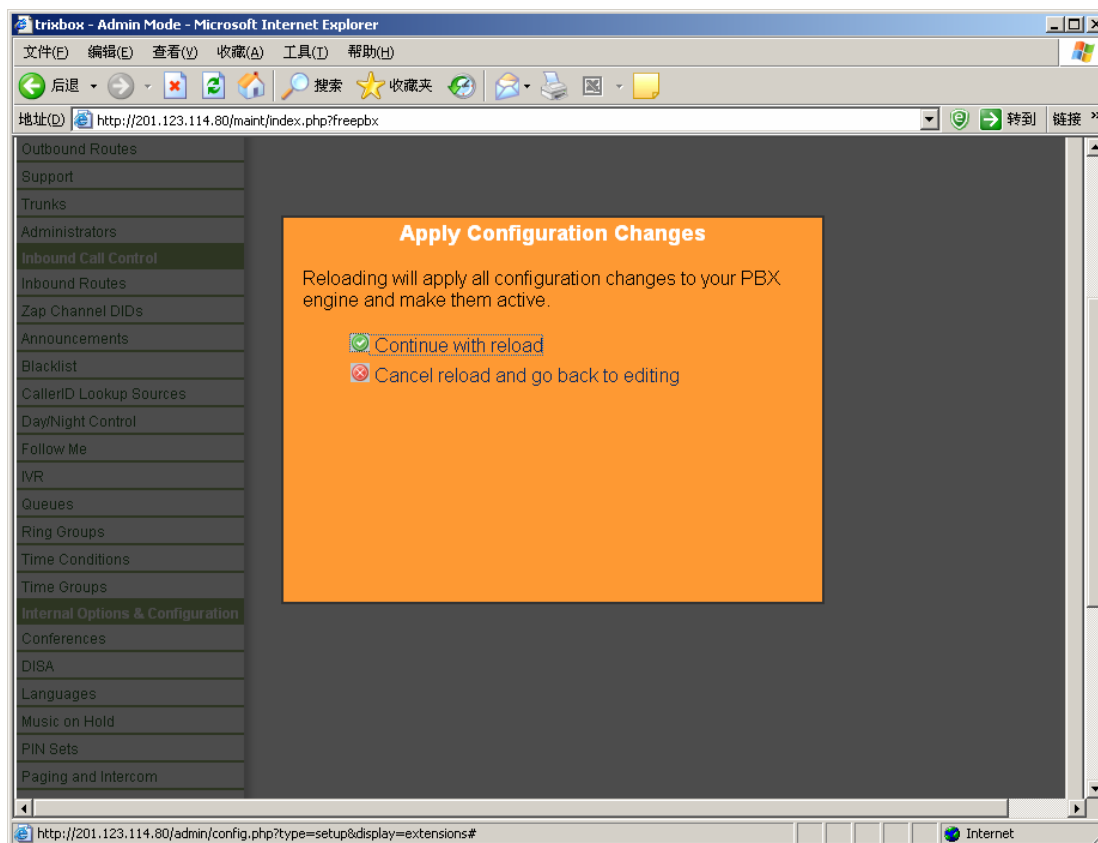 trixbox - Admin Mode - Microsoft Internet Explorer
文件(F) 编辑(E) 查看(V) 收藏(A) 工具(T) 帮助(H)
后退 搜索 收藏夹
地址(D) http://201.123.114.80/maint/index.php?freepbx 转到 链接 »
Outbound Routes
Support
Trunks
Administrators
Inbound Call Control
Inbound Routes
Zap Channel DIDs
Announcements
Blacklist
CallerID Lookup Sources
Day/Night Control
Follow Me
IVR
Queues
Ring Groups
Time Conditions
Time Groups
Internal Options & Configuration
Conferences
DISA
Languages
Music on Hold
PIN Sets
Paging and Intercom
Apply Configuration Changes
Reloading will apply all configuration changes to your PBX
engine and make them active.
Continue with reload
Cancel reload and go back to editing
http://201.123.114.80/admin/config.php?type=setup&display=extensions# Internet